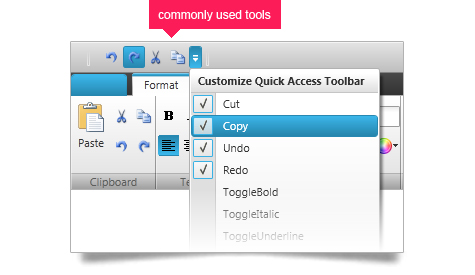 commonly used tools
Format
Customize Quick Access Toolbar
Cut
B
Copy
Paste
Undo
Redo
Clipboard
Te
ToggleBold
ToggleItalic
ToggleUnderline